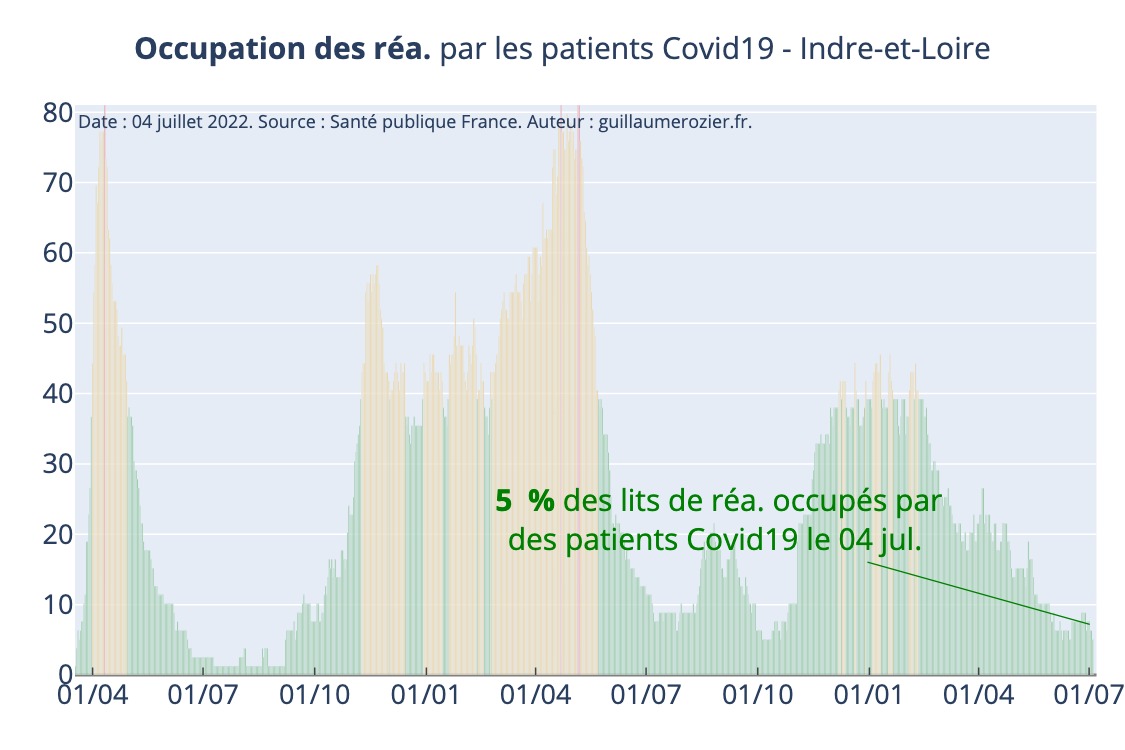 Occupation des réa. par les patients Covid19 - Indre-et-Loire
80
Date : 04 juillet 2022. Source : Santé publique France. Auteur : guillaumerozier.fr.
70
60
50
40
30
5 % des lits de réa. occupés par
des patients Covid19 le 04 jul.
20
10
0
01/04 01/07 01/10 01/01 01/04 01/07 01/10 01/01 01/04 01/07